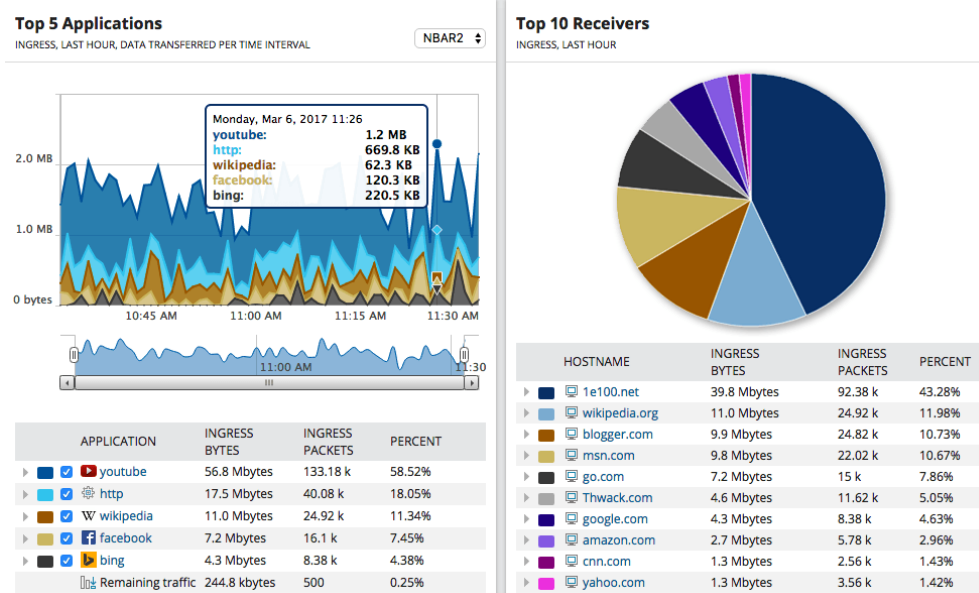 Top 5 Applications
INGRESS, LAST HOUR, DATA TRANSFERRED PER TIME INTERVAL
NBAR2
Monday, Mar 6, 2017 11:26
youtube: 1.2 MB
http: 669.8 KB
wikipedia: 62.3 KB
facebook: 120.3 KB
bing: 220.5 KB
2.0 MB
1.0 MB
0 bytes
10:45 AM 11:00 AM 11:15 AM 11:30 AM
11:00 AM 11:30
APPLICATION INGRESS BYTES INGRESS PACKETS PERCENT
youtube 56.8 Mbytes 133.18 k 58.52%
http 17.5 Mbytes 40.08 k 18.05%
W wikipedia 11.0 Mbytes 24.92 k 11.34%
f facebook 7.2 Mbytes 16.1 k 7.45%
b bing 4.3 Mbytes 8.38 k 4.38%
Remaining traffic 244.8 kbytes 500 0.25%
Top 10 Receivers
INGRESS, LAST HOUR
HOSTNAME INGRESS BYTES INGRESS PACKETS PERCENT
1e100.net 39.8 Mbytes 92.38 k 43.28%
wikipedia.org 11.0 Mbytes 24.92 k 11.98%
blogger.com 9.9 Mbytes 24.82 k 10.73%
msn.com 9.8 Mbytes 22.02 k 10.67%
go.com 7.2 Mbytes 15 k 7.86%
Thwack.com 4.6 Mbytes 11.62 k 5.05%
google.com 4.3 Mbytes 8.38 k 4.63%
amazon.com 2.7 Mbytes 5.78 k 2.96%
cnn.com 1.3 Mbytes 2.56 k 1.43%
yahoo.com 1.3 Mbytes 3.56 k 1.42%